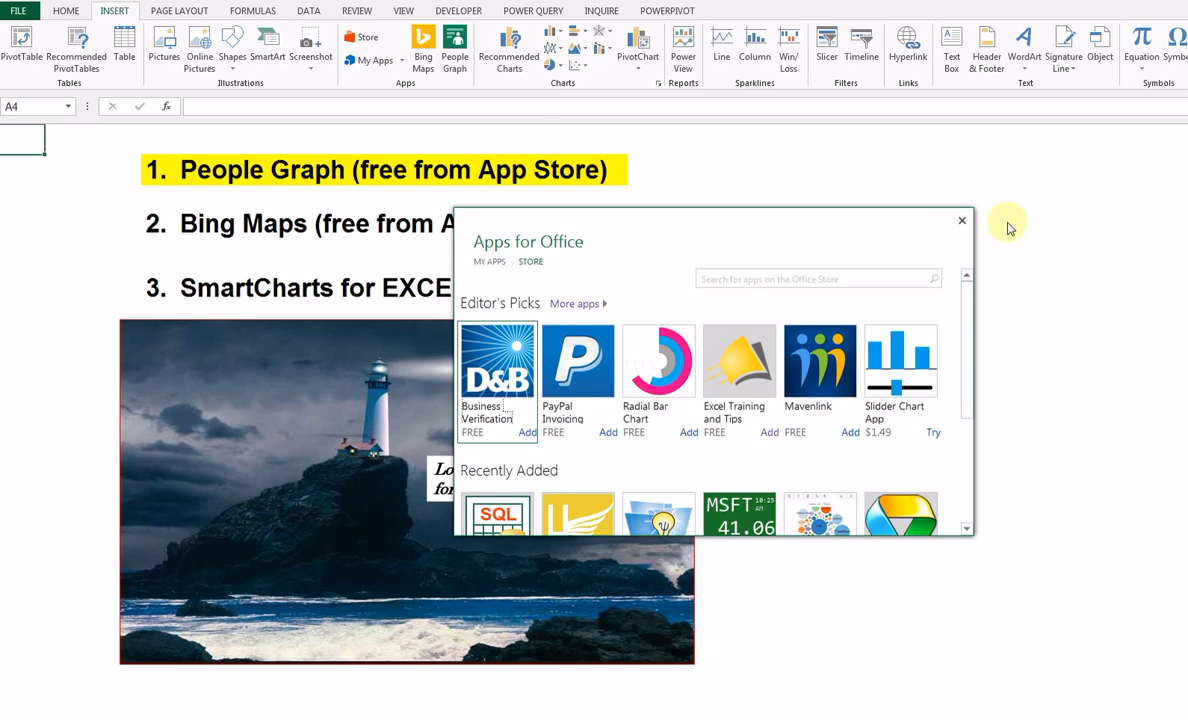 FILE HOME INSERT PAGE LAYOUT FORMULAS DATA REVIEW VIEW DEVELOPER POWER QUERY INQUIRE POWERPIVOT
PivotTable Recommended PivotTables Table
Tables
Pictures Online Pictures Shapes SmartArt Screenshot
Illustrations
Store
My Apps
Bing Maps People Graph
Apps
Recommended Charts PivotChart
Charts
Power View
Reports
Line Column Win/Loss
Sparklines
Slicer Timeline
Filters
Hyperlink
Links
Text Box Header & Footer WordArt Signature Line Object
Text
Equation
Symbols
A4
fx
1. People Graph (free from App Store)
2. Bing Maps (free from A
3. SmartCharts for EXCE
Apps for Office
MY APPS | STORE
Search for apps on the Office Store
Editor's Picks More apps
D&B
Business Verification
FREE Add
PayPal Invoicing
FREE Add
Radial Bar Chart
FREE Add
Excel Training and Tips
FREE Add
Mavenlink
FREE Add
Slidder Chart App
$1.49 Try
Recently Added
SQL
MSFT 10:25 AM
41.06
Lo
for